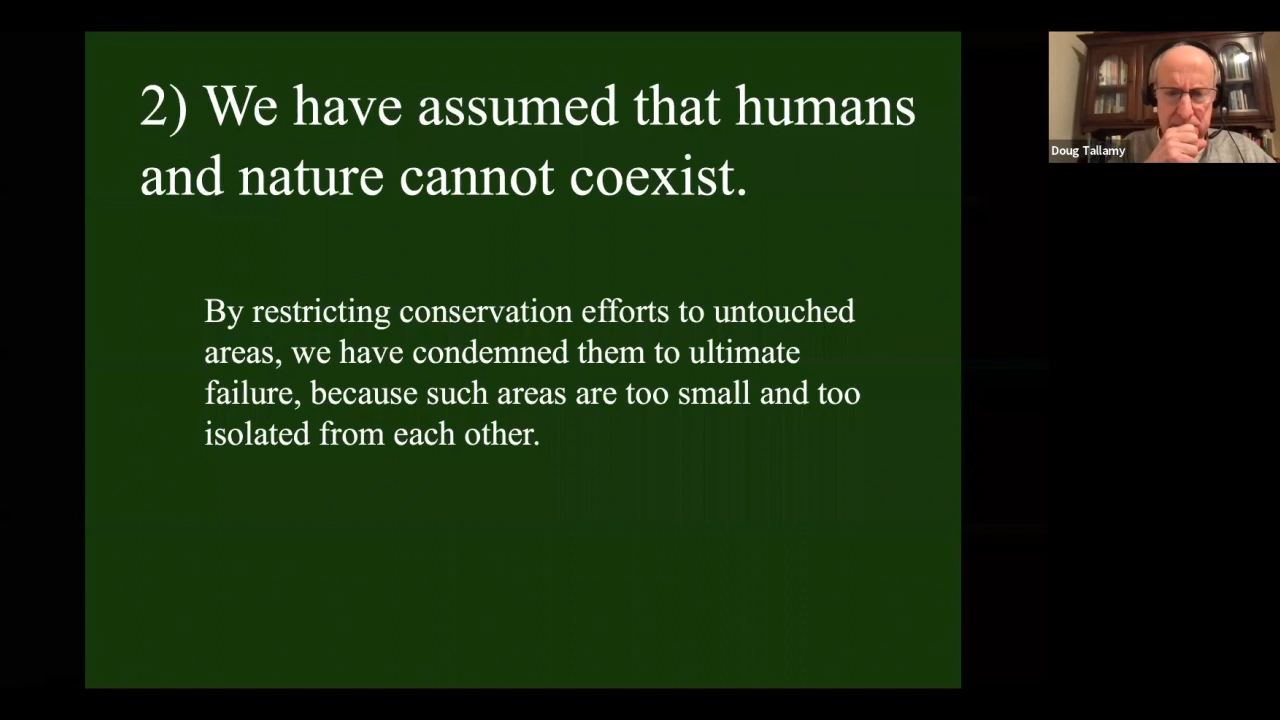 2) We have assumed that humans
and nature cannot coexist.
By restricting conservation efforts to untouched
areas, we have condemned them to ultimate
failure, because such areas are too small and too
isolated from each other.
Doug Tallamy